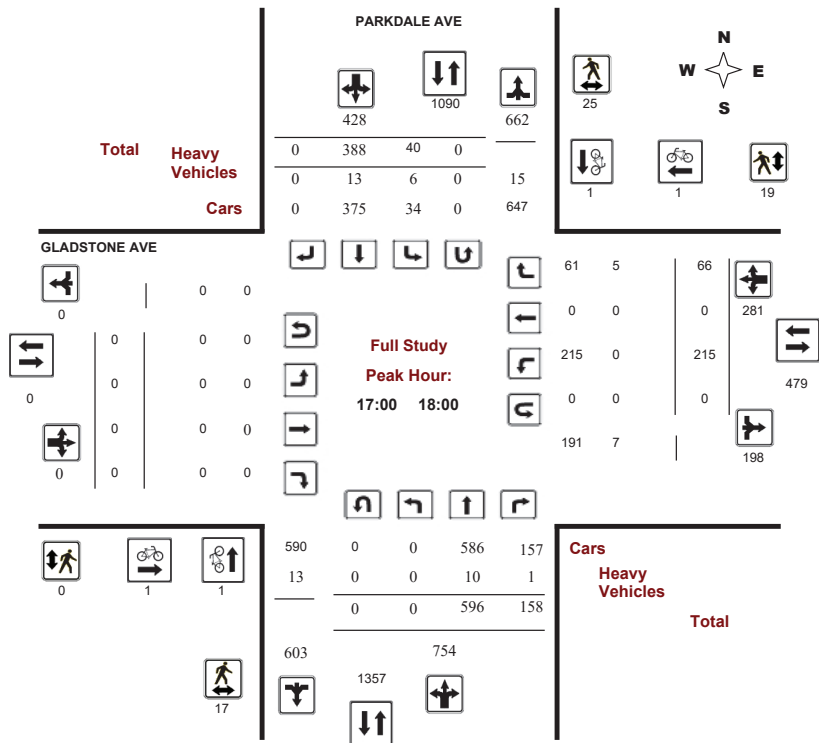 PARKDALE AVE
N
W E
S
1090
25
428 662
Total Heavy 0 388 40 0
Vehicles
1 1 19
0 13 6 0 15
Cars 0 375 34 0 647
GLADSTONE AVE
61 5 66
0 0 0
0 0 0 281
0 0 0 Full Study 215 0 215
0 479
0 0 0 Peak Hour:
17:00 18:00 0 0 0
0 0 0
191 7
0 0 0 0 198
590 0 0 586 157 Cars
13 0 0 10 1 Heavy
Vehicles
0 1 1
0 0 596 158 Total
603 754
1357
17